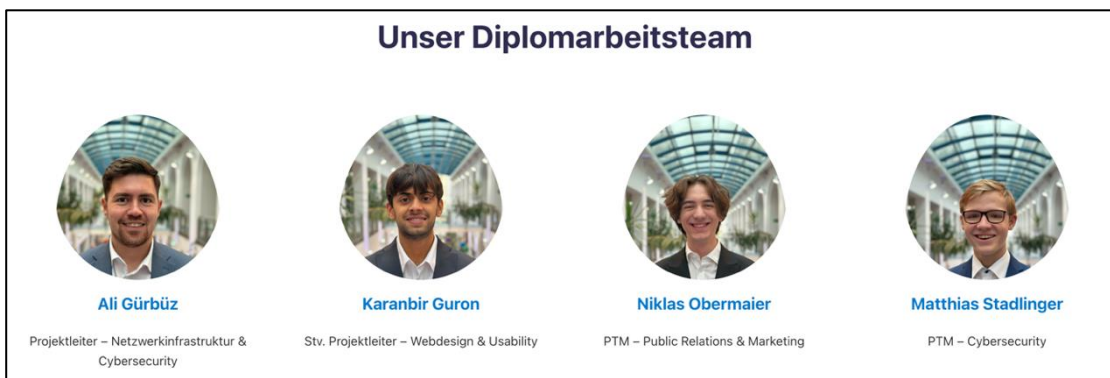 Unser Diplomarbeitsteam
Ali Gürbüz
Projektleiter – Netzwerkinfrastruktur &
Cybersecurity
Karanbir Guron
Stv. Projektleiter – Webdesign & Usability
Niklas Obermaier
PTM – Public Relations & Marketing
Matthias Stadlinger
PTM – Cybersecurity